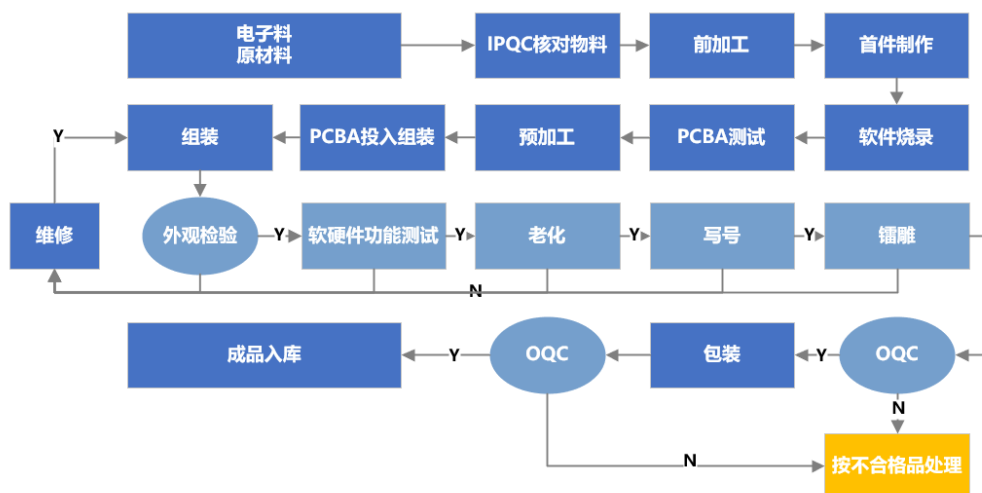 电子料
原材料
IPQC核对物料
前加工
首件制作
Y
组装
PCBA投入组装
预加工
PCBA测试
软件烧录
维修
外观检验
Y
软硬件功能测试
Y
老化
Y
写号
Y
镭雕
N
成品入库
Y
OQC
包装
Y
OQC
N
N
按不合格品处理